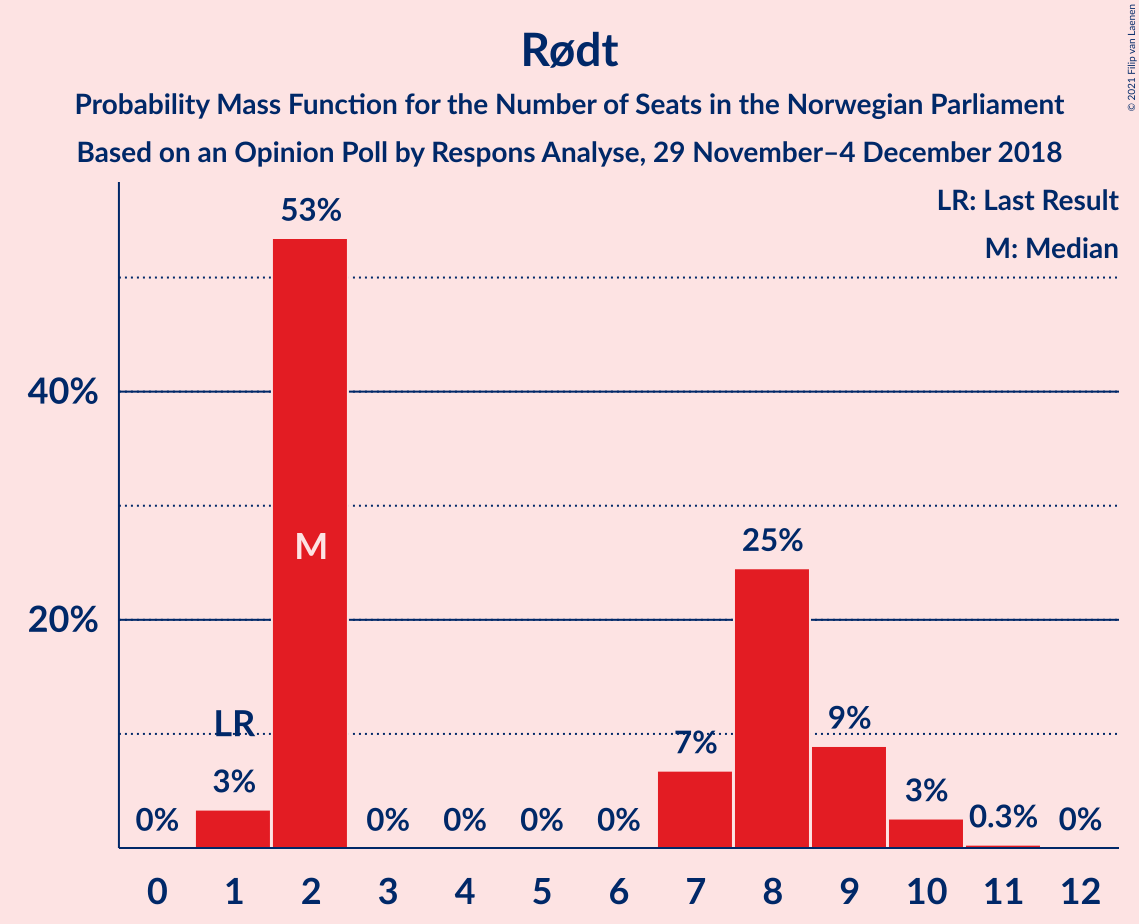 Rødt
Probability Mass Function for the Number of Seats in the Norwegian Parliament
Based on an Opinion Poll by Respons Analyse, 29 November–4 December 2018
© 2021 Filip van Laenen
LR: Last Result
M: Median
53%
40%
M
25%
20%
LR
9%
7%
3%
3%
0%
0%
0%
0%
0%
0.3%
0%
0 1 2 3 4 5 6 7 8 9 10 11 12